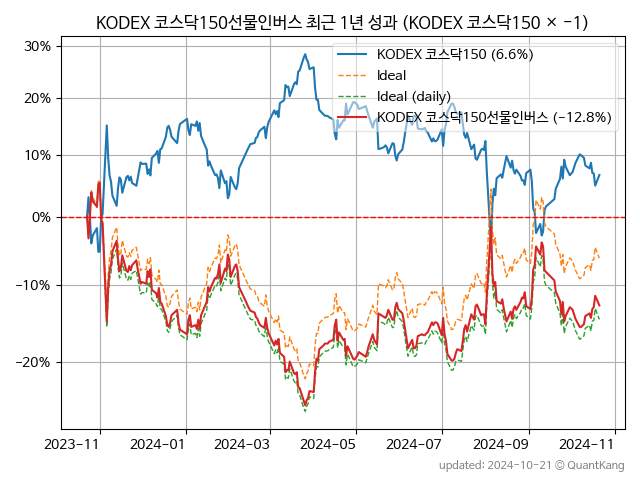 KODEX 코스닥150선물인버스 최근 1년 성과 (KODEX 코스닥150 × −1)
30%
20%
10%
0%
−10%
−20%
KODEX 코스닥150 (6.6%)
Ideal
Ideal (daily)
KODEX 코스닥150선물인버스 (−12.8%)
2023-11 2024-01 2024-03 2024-05 2024-07 2024-09 2024-11
updated: 2024-10-21 © QuantKang